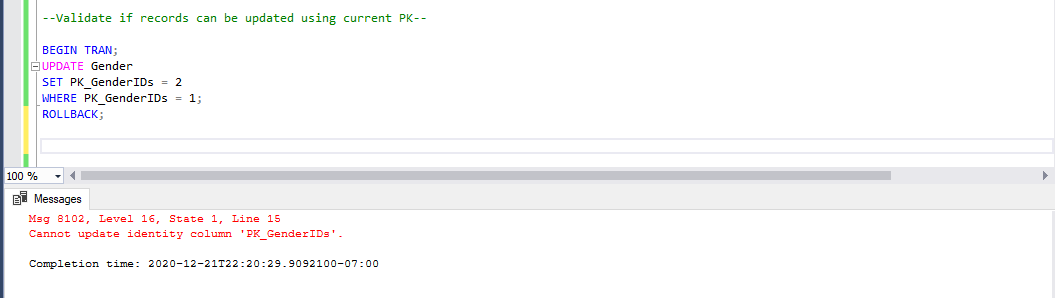 --Validate if records can be updated using current PK--
BEGIN TRAN;
UPDATE Gender
SET PK_GenderIDs = 2
WHERE PK_GenderIDs = 1;
ROLLBACK;
100 %
Messages
Msg 8102, Level 16, State 1, Line 15
Cannot update identity column 'PK_GenderIDs'.
Completion time: 2020-12-21T22:20:29.9092100-07:00